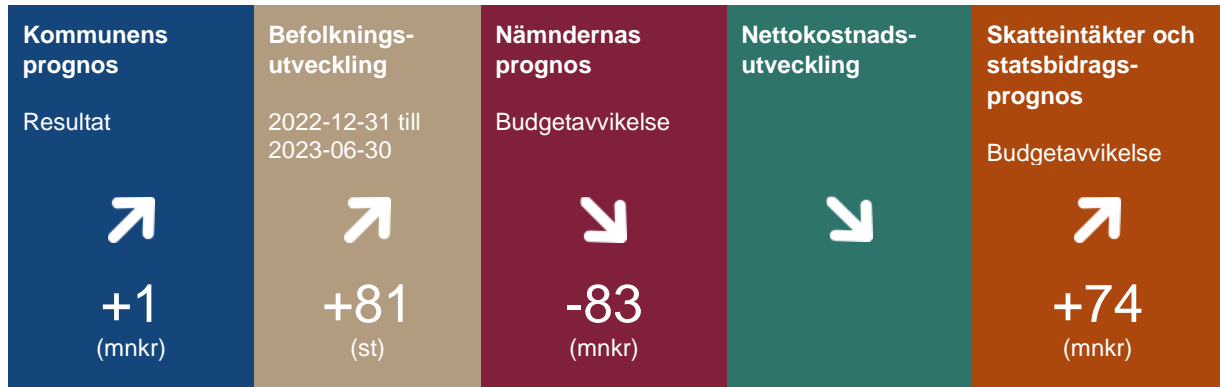 Kommunens
prognos
Resultat
+1
(mnkr)
Befolknings-
utveckling
2022-12-31 till
2023-06-30
+81
(st)
Nämndernas
prognos
Budgetavvikelse
-83
(mnkr)
Nettokostnads-
utveckling
Skatteintäkter och
statsbidrags-
prognos
Budgetavvikelse
+74
(mnkr)